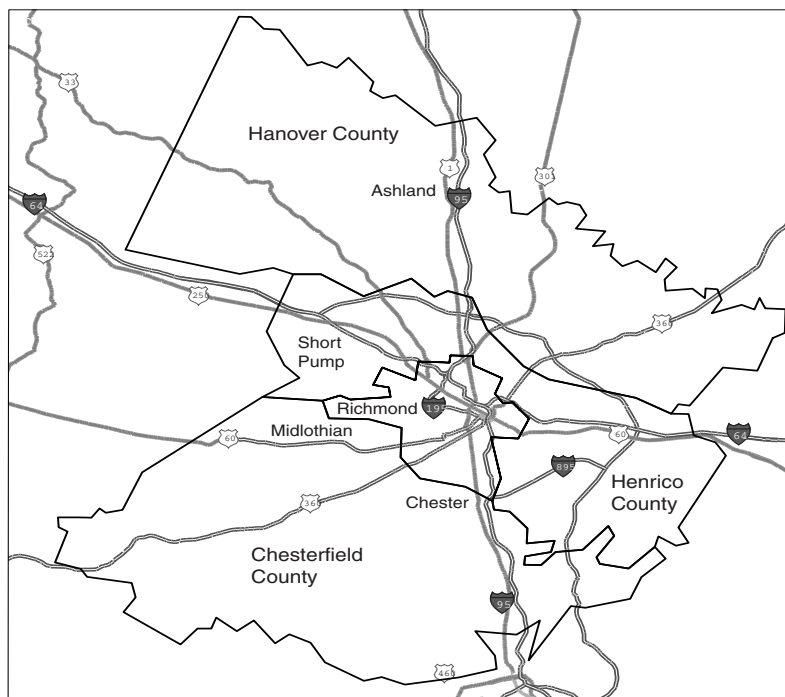 33
Hanover County
1
301
Ashland
95
64
522
250
360
Short
Pump
Richmond
195
Midlothian
60
60
64
895
Henrico
County
360
Chester
Chesterfield
County
95
460